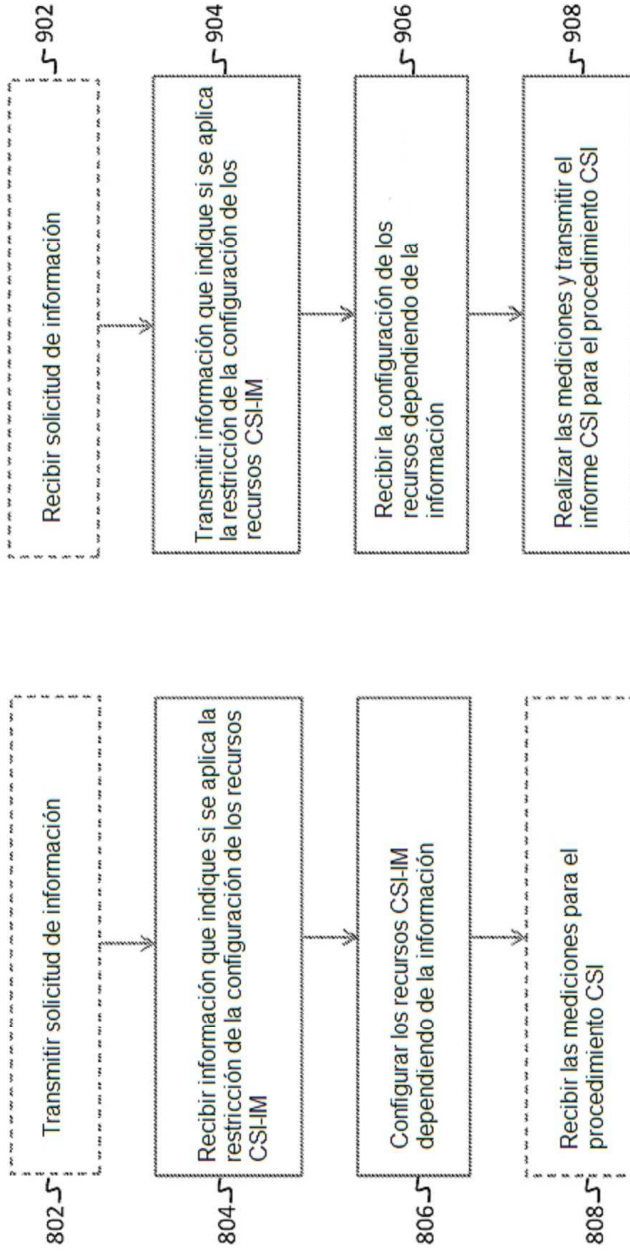 802
Transmitir solicitud de información
804
Recibir información que indique si se aplica la
restricción de la configuración de los recursos
CSI-IM
806
Configurar los recursos CSI-IM
dependiendo de la información
808
Recibir las mediciones para el
procedimiento CSI
Recibir solicitud de información
902
Transmitir información que indique si se aplica
la restricción de la configuración de los
recursos CSI-IM
904
Recibir la configuración de los
recursos dependiendo de la
información
906
Realizar las mediciones y transmitir el
informe CSI para el procedimiento CSI
908